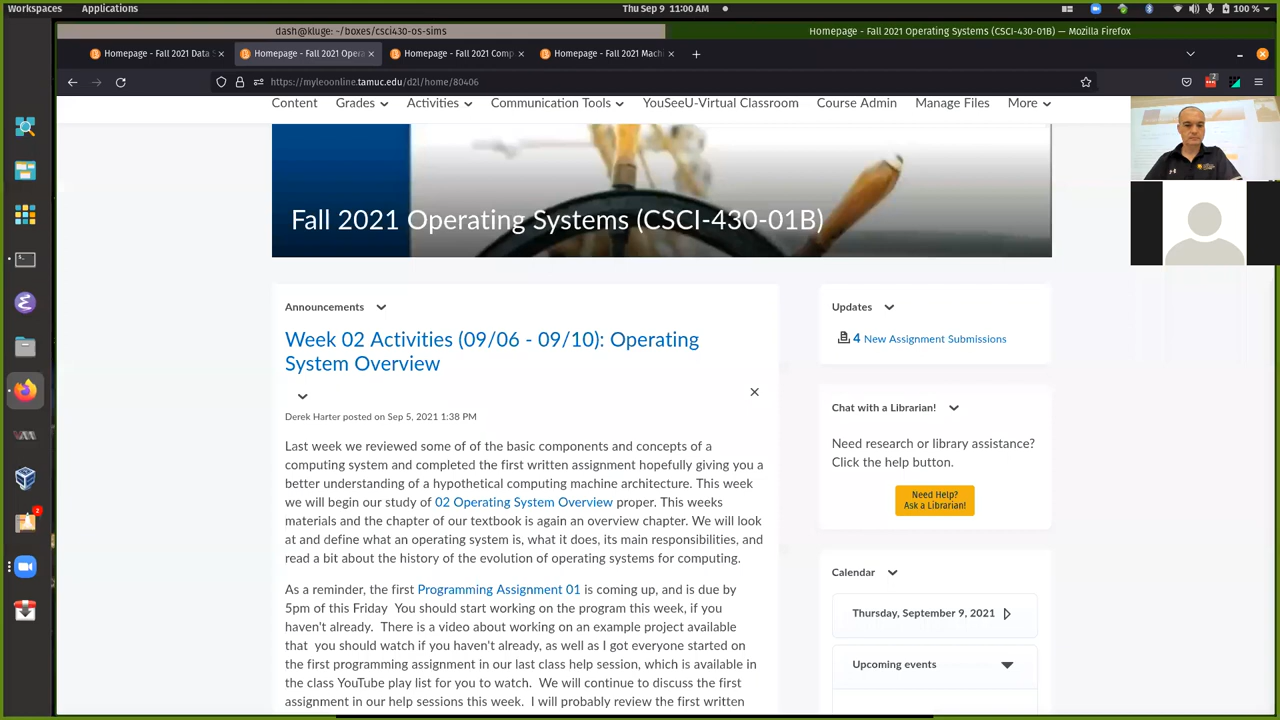 Workspaces Applications Thu Sep 9 11:00 AM 100 %
dash@kluge: ~/boxes/csci430-os-sims Homepage - Fall 2021 Operating Systems (CSCI-430-01B) — Mozilla Firefox
Homepage - Fall 2021 Data S Homepage - Fall 2021 Opera Homepage - Fall 2021 Comp Homepage - Fall 2021 Machi
https://myleoonline.tamuc.edu/d2l/home/80406
Content Grades Activities Communication Tools YouSeeU-Virtual Classroom Course Admin Manage Files More
Fall 2021 Operating Systems (CSCI-430-01B)
Announcements
Week 02 Activities (09/06 - 09/10): Operating
System Overview
Derek Harter posted on Sep 5, 2021 1:38 PM
Last week we reviewed some of of the basic components and concepts of a
computing system and completed the first written assignment hopefully giving you a
better understanding of a hypothetical computing machine architecture. This week
we will begin our study of 02 Operating System Overview proper. This weeks
materials and the chapter of our textbook is again an overview chapter. We will look
at and define what an operating system is, what it does, its main responsibilities, and
read a bit about the history of the evolution of operating systems for computing.
As a reminder, the first Programming Assignment 01 is coming up, and is due by
5pm of this Friday You should start working on the program this week, if you
haven't already. There is a video about working on an example project available
that you should watch if you haven't already, as well as I got everyone started on
the first programming assignment in our last class help session, which is available in
the class YouTube play list for you to watch. We will continue to discuss the first
assignment in our help sessions this week. I will probably review the first written
Updates
4 New Assignment Submissions
Chat with a Librarian!
Need research or library assistance?
Click the help button.
Need Help?
Ask a Librarian!
Calendar
Thursday, September 9, 2021
Upcoming events